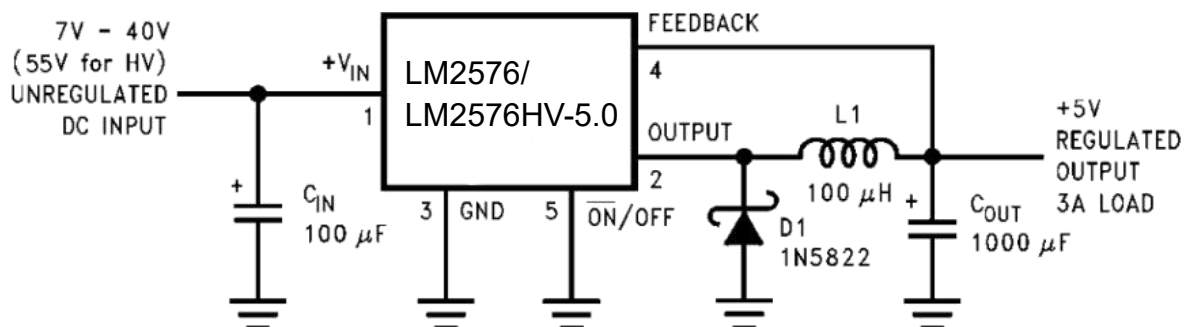 7V - 40V
(55V for HV)
UNREGULATED
DC INPUT
+VIN
1
LM2576/
LM2576HV-5.0
FEEDBACK
4
OUTPUT
2
L1
100 μH
+5V
REGULATED
OUTPUT
3A LOAD
+
CIN
100 μF
3
GND
5
ON/OFF
D1
1N5822
+
COUT
1000 μF